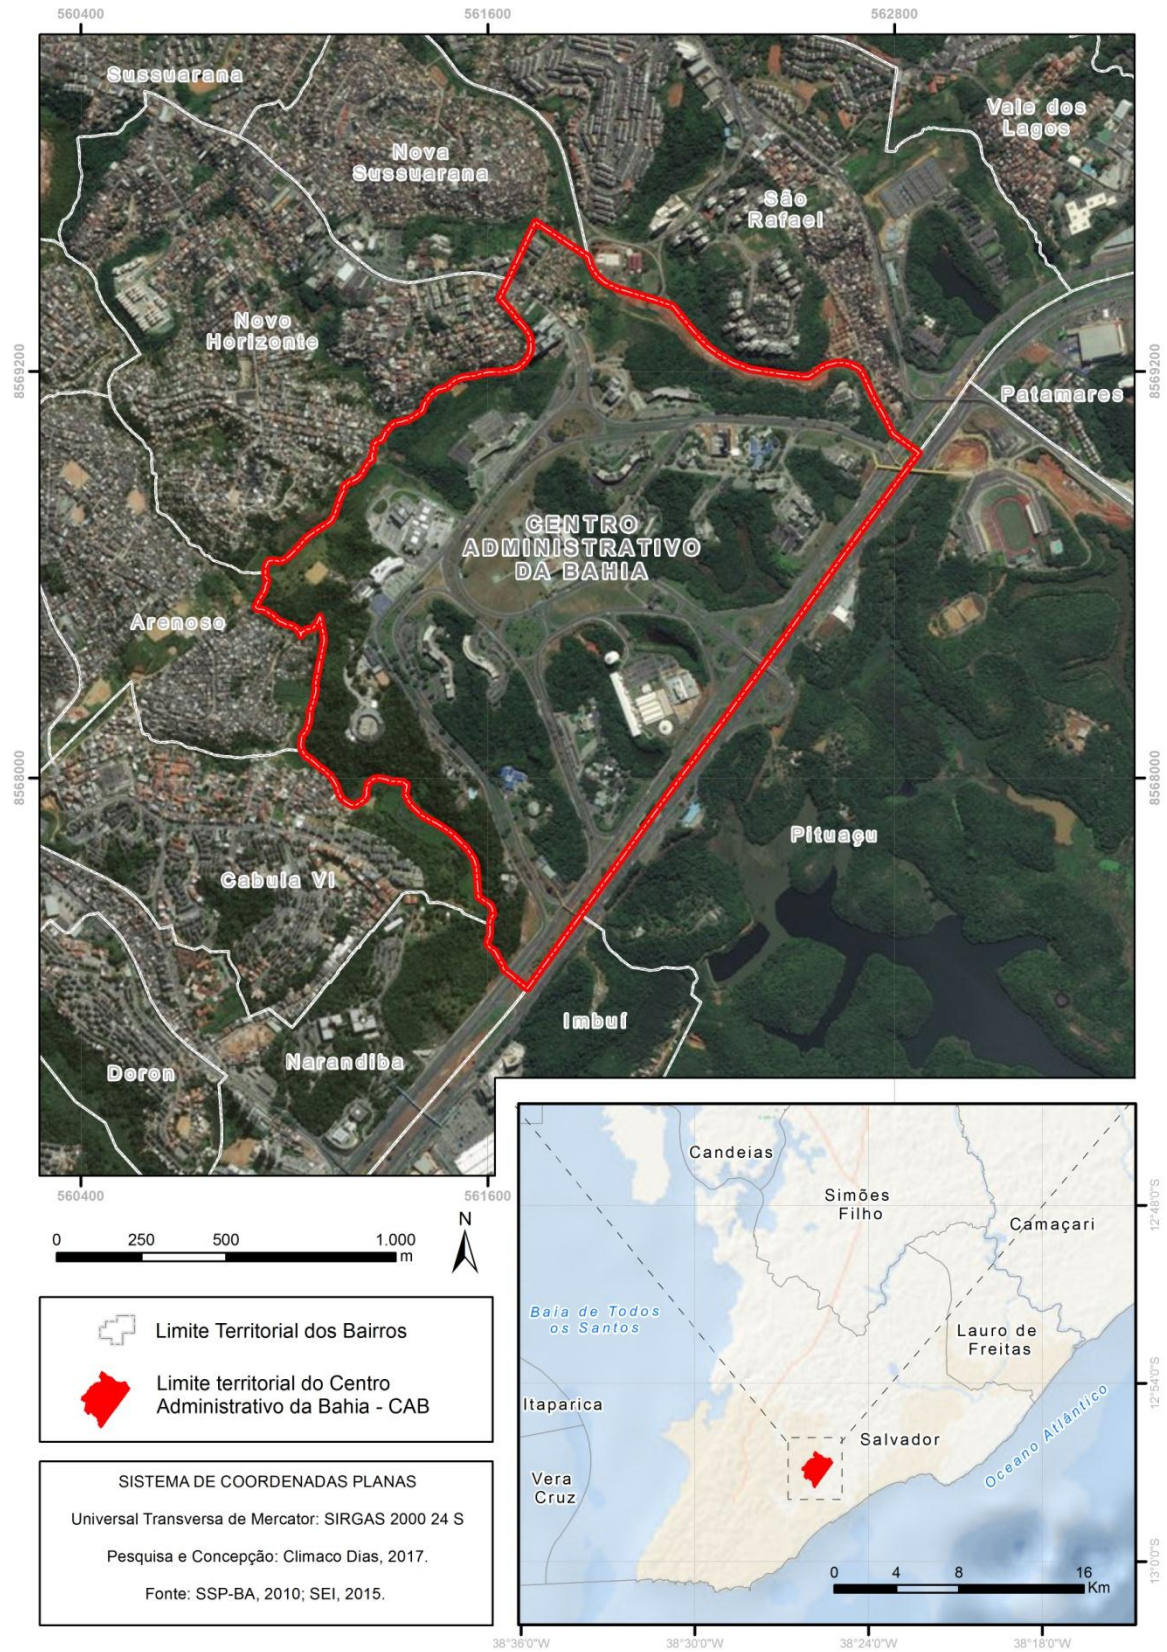 560400
561600
562800
Sussuarana
Vale dos
Lagos
Nova
Sussuarana
São
Rafael
Novo
Horizonte
8569200
8569200
Patamares
CENTRO
ADMINISTRATIVO
DA BAHIA
Arenoso
8568000
8568000
Pituaçu
Cabula VI
Imbuí
Narandiba
Doron
560400
561600
0
250
500
1.000
m
N
Limite Territorial dos Bairros
Limite territorial do Centro
Administrativo da Bahia - CAB
SISTEMA DE COORDENADAS PLANAS
Universal Transversa de Mercator: SIRGAS 2000 24 S
Pesquisa e Concepção: Climaco Dias, 2017.
Fonte: SSP-BA, 2010; SEI, 2015.
Candeias
Simões
Filho
Camaçari
12°48'0"S
Baia de Todos
os Santos
Lauro de
Freitas
12°54'0"S
Itaparica
Salvador
Oceano Atlântico
Vera
Cruz
13°0'0"S
0
4
8
16
Km
38°36'0"W
38°30'0"W
38°24'0"W
38°18'0"W